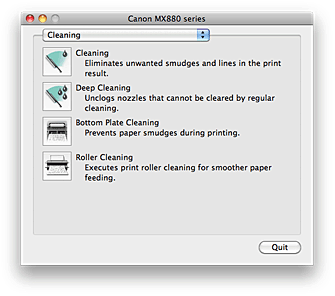 Canon MX880 series
Cleaning
Cleaning
Eliminates unwanted smudges and lines in the print
result.
Deep Cleaning
Unclogs nozzles that cannot be cleared by regular
cleaning.
Bottom Plate Cleaning
Prevents paper smudges during printing.
Roller Cleaning
Executes print roller cleaning for smoother paper
feeding.
Quit